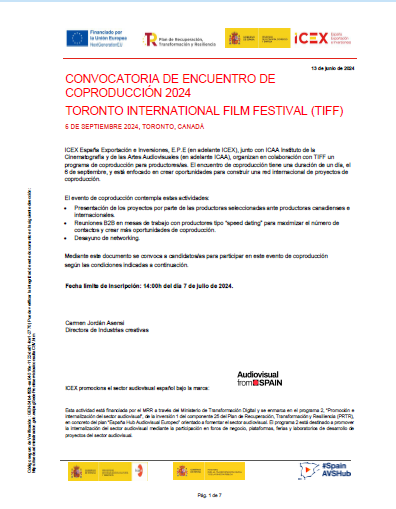 Financiado por
la Unión Europea
NextGenerationEU
Plan de Recuperación,
Transformación y Resiliencia
ICEX
España
Exportación
e Inversiones
13 de junio de 2024
CONVOCATORIA DE ENCUENTRO DE
COPRODUCCIÓN 2024
TORONTO INTERNATIONAL FILM FESTIVAL (TIFF)
6 DE SEPTIEMBRE 2024, TORONTO, CANADÁ
ICEX España Exportación e Inversiones, E.P.E (en adelante ICEX), junto con ICAA Instituto de la
Cinematografía y de las Artes Audiovisuales (en adelante ICAA), organizan en colaboración con TIFF un
programa de coproducción para productores/as. El encuentro de coproducción tiene una duración de un día, el
6 de septiembre, y está enfocado en crear oportunidades para construir una red internacional de proyectos de
coproducción.
El evento de coproducción contempla estas actividades:
• Presentación de los proyectos por parte de las productoras seleccionadas ante productoras canadienses e
internacionales.
• Reuniones B2B en mesas de trabajo con productores tipo "speed dating" para maximizar el número de
contactos y crear más oportunidades de coproducción.
• Desayuno de networking.
Mediante este documento se convoca a candidatos/as para participar en este evento de coproducción
según las condiciones indicadas a continuación.
Fecha límite de inscripción: 14:00h del día 7 de julio de 2024.
Carmen Jordán Asensi
Directora de Industrias creativas
ICEX promociona el sector audiovisual español bajo la marca:
Audiovisual
from SPAIN
Esta actividad está financiada por el MRR a través del Ministerio de Transformación Digital y se enmarca en el programa 2, "Promoción e
internacionalización del sector audiovisual", de la inversión 1 del componente 25 del Plan de Recuperación, Transformación y Resiliencia (PRTR),
en concreto del plan "España Hub Audiovisual Europeo" orientado a fomentar el sector audiovisual. El programa 2 está destinado a promover
la internacionalización del sector audiovisual mediante la participación en foros de negocio, plataformas, ferias y laboratorios de desarrollo de
proyectos del sector audiovisual.
#Spain
AVSHub
Pág. 1 de 7